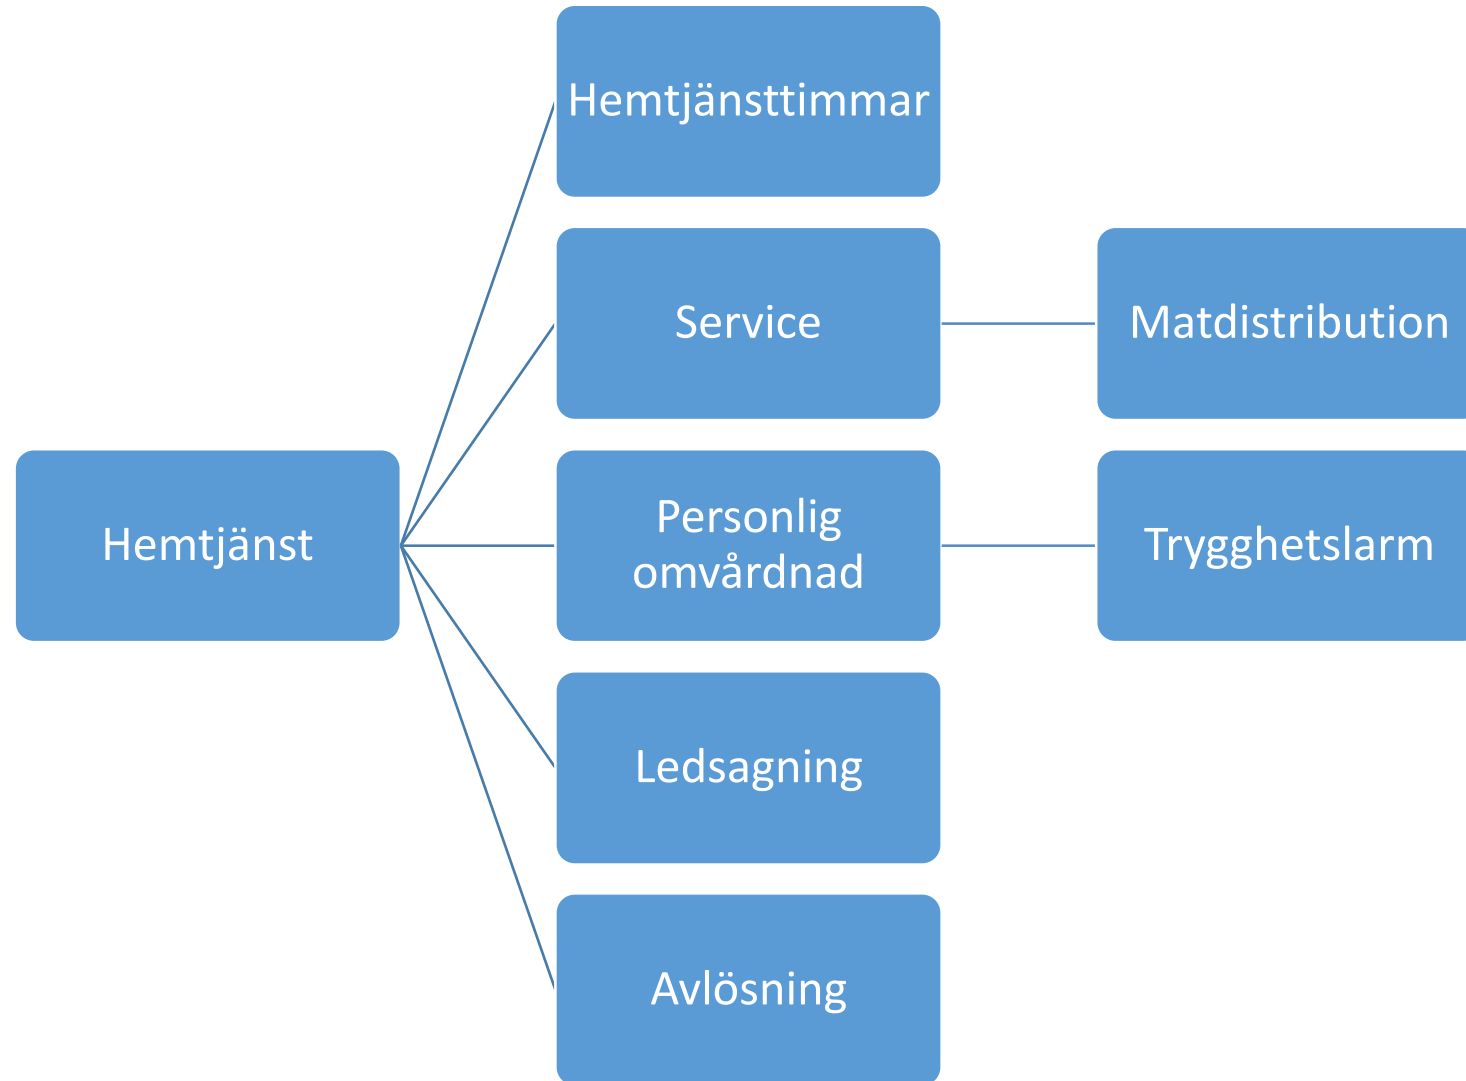 Hemtjänsttimmar
Service
Matdistribution
Hemtjänst
Personlig
omvårdnad
Trygghetslarm
Ledsagning
Avlösning